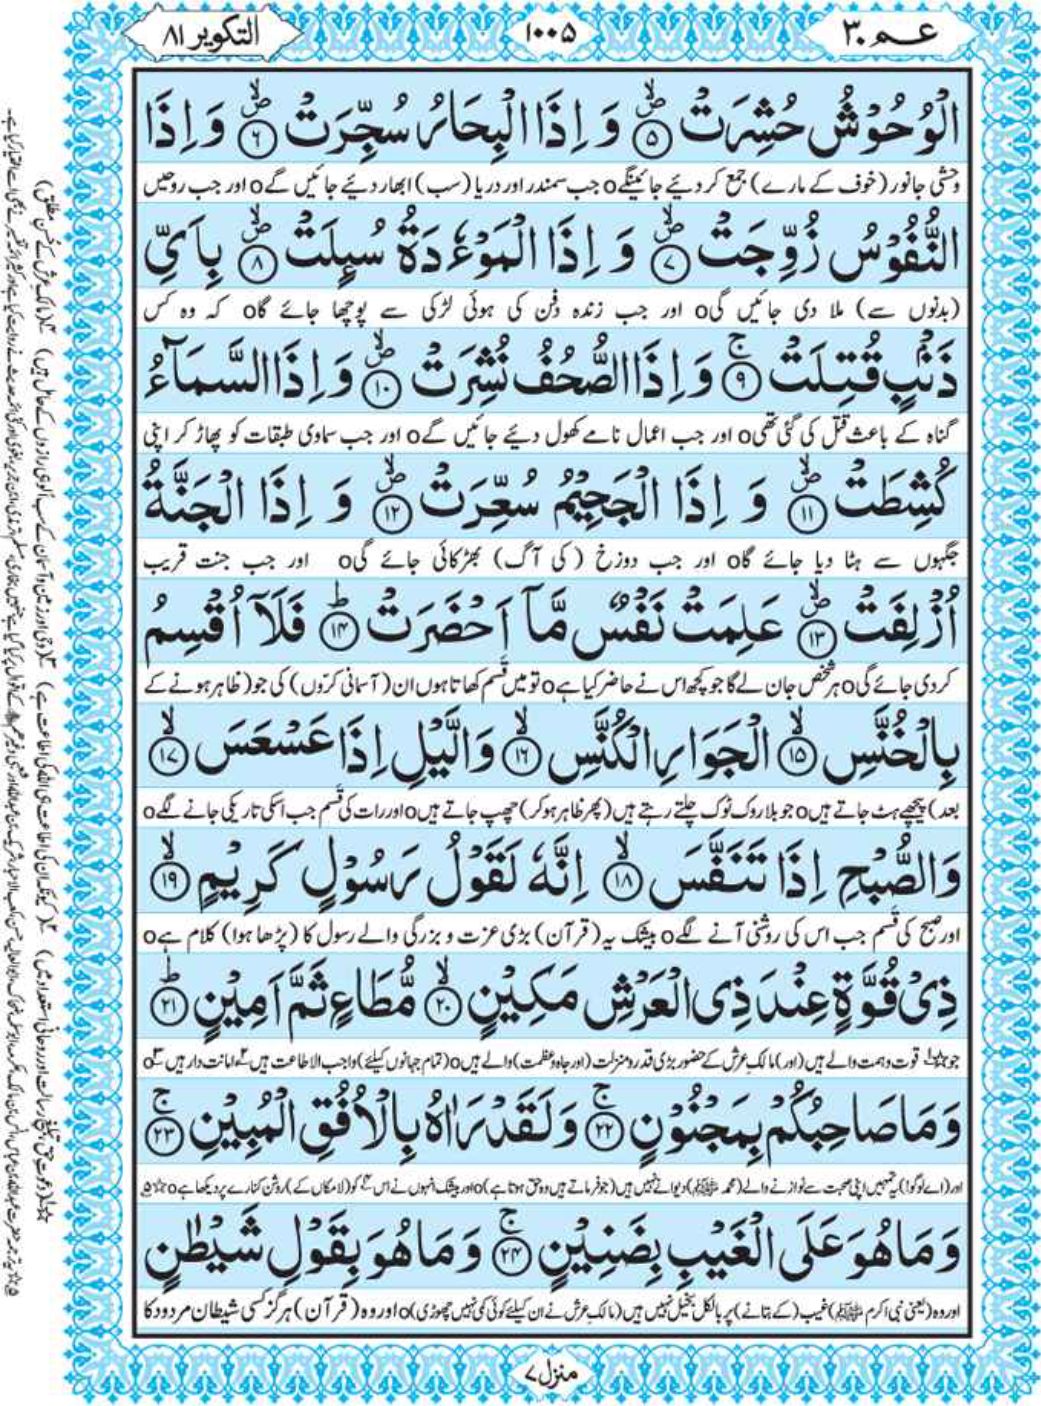 عـم ٣٠
١٠٠٥
التکویر ٨١
الْوُحُوْشُ حُشِرَتْ ۪ۙ‏﴿۵﴾ وَ اِذَا الْبِحَارُ سُجِّرَتْ ۪ۙ‏﴿۶﴾ وَ اِذَا
وحشی جانور (خوف کے مارے) جمع کر دیئے جائینگے o جب سمندر اور دریا (سب) ابھار دیئے جائیں گے o اور جب روحیں
النُّفُوْسُ زُوِّجَتْ ۪ۙ‏﴿۷﴾ وَ اِذَا الْمَوْءٗدَةُ سُىِٕلَتْ ۪ۙ‏﴿۸﴾ بِاَیِّ
(بدنوں سے) ملا دی جائیں گی o اور جب زندہ دفن کی ہوئی لڑکی سے پوچھا جائے گا o کہ وہ کس
ذَنْۢبٍ قُتِلَتْ ۚ‏﴿۹﴾ وَ اِذَا الصُّحُفُ نُشِرَتْ ۪ۙ‏﴿۱۰﴾ وَ اِذَا السَّمَآءُ
گناہ کے باعث قتل کی گئی تھی o اور جب اعمال نامے کھول دیئے جائیں گے o اور جب سماوی طبقات کو پھاڑ کر اپنی
كُشِطَتْ ۪ۙ‏﴿۱۱﴾ وَ اِذَا الْجَحِیْمُ سُعِّرَتْ ۪ۙ‏﴿۱۲﴾ وَ اِذَا الْجَنَّةُ
جگہوں سے ہٹا دیا جائے گا o اور جب دوزخ (کی آگ) بھڑکائی جائے گی o اور جب جنت قریب
اُزْلِفَتْ ۪ۙ‏﴿۱۳﴾ عَلِمَتْ نَفْسٌ مَّاۤ اَحْضَرَتْ ؕ‏﴿۱۴﴾ فَلَاۤ اُقْسِمُ
کر دی جائے گی o ہر شخص جان لے گا جو کچھ اس نے حاضر کیا ہے o تو میں قسم کھاتا ہوں ان (آسمانی کرّوں) کی جو (ظاہر ہونے کے
بِالْخُنَّسِ ۙ‏﴿۱۵﴾ الْجَوَارِ الْكُنَّسِ ۙ‏﴿۱۶﴾ وَ الَّیْلِ اِذَا عَسْعَسَ ۙ‏﴿۱۷﴾
بعد) پیچھے ہٹ جاتے ہیں o جو بلا روک ٹوک چلتے رہتے ہیں (پھر ظاہر ہوکر) چھپ جاتے ہیں o اور رات کی قسم جب اسکی تاریکی جانے لگے o
وَ الصُّبْحِ اِذَا تَنَفَّسَ ۙ‏﴿۱۸﴾ اِنَّهٗ لَقَوْلُ رَسُوْلٍ كَرِیْمٍ ۙ‏﴿۱۹﴾
اور صبح کی قسم جب اس کی روشنی آنے لگے o بیشک یہ (قرآن) بڑی عزت و بزرگی والے رسول کا (پڑھا ہوا) کلام ہے o
ذِیْ قُوَّةٍ عِنْدَ ذِی الْعَرْشِ مَكِیْنٍ ۙ‏﴿۲۰﴾ مُّطَاعٍ ثَمَّ اَمِیْنٍ ؕ‏﴿۲۱﴾
جو قوت و ہمت والے ہیں (اور) مالکِ عرش کے حضور بڑی قدر و منزلت (اور جاہ و عظمت) والے ہیں o (تمام جہانوں کیلئے) واجب الاطاعت ہیں امانت دار ہیں o
وَ مَا صَاحِبُكُمْ بِمَجْنُوْنٍ ۚ‏﴿۲۲﴾ وَ لَقَدْ رَاٰهُ بِالْاُفُقِ الْمُبِیْنِ ۚ‏﴿۲۳﴾
اور (اے لوگو!) یہ تمہیں اپنی صحبت سے نوازنے والے (محمد ﷺ) دیوانے نہیں ہیں (جو فرماتے ہیں وہ حق ہوتا ہے) o اور بیشک انہوں نے اس کو (لامکاں کے) روشن کنارے پر دیکھا ہے o
وَ مَا هُوَ عَلَى الْغَیْبِ بِضَنِیْنٍ ۚ‏﴿۲۴﴾ وَ مَا هُوَ بِقَوْلِ شَیْطٰنٍ
اور وہ (یعنی نبی اکرم ﷺ) غیب (کے بتانے) پر بالکل بخیل نہیں ہیں (مالکِ عرش نے ان کیلئے کوئی کمی نہیں چھوڑی) o اور وہ (قرآن) ہرگز کسی شیطان مردود کا
منزل ٧